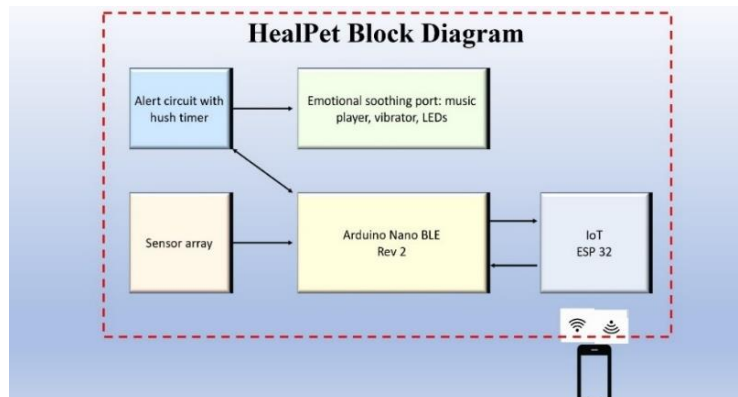 HealPet Block Diagram
Alert circuit with
hush timer
Emotional soothing port: music
player, vibrator, LEDs
Sensor array
Arduino Nano BLE
Rev 2
IoT
ESP 32